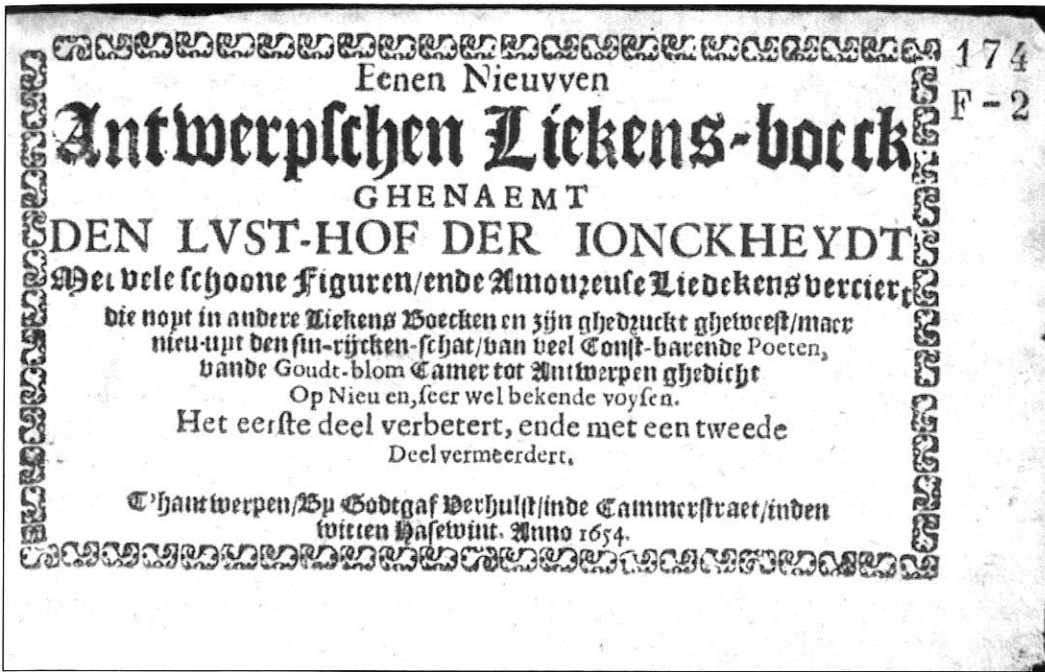 Eenen Nieuvven
Antwerpschen Liekens-boeck
GHENAEMT
DEN LVST-HOF DER IONCKHEYDT
Met vele schoone Figuren/ende Amoureuse Liedekens verciert,
die noyt in andere Liekens Boecken en zijn ghedruckt gheweest/maer
nieu-uyt den sin-rijcken-schat/van veel Const-barende Poeten,
vande Goudt-blom Camer tot Antwerpen ghedicht
Op Nieu en, seer wel bekende voysen.
Het eerste deel verbetert, ende met een tweede
Deel vermeerdert.
T'hantwerpen/By Godtgaf Verhulst/inde Cammerstraet/inden
witten Hasewint. Anno 1654.
174
F-2